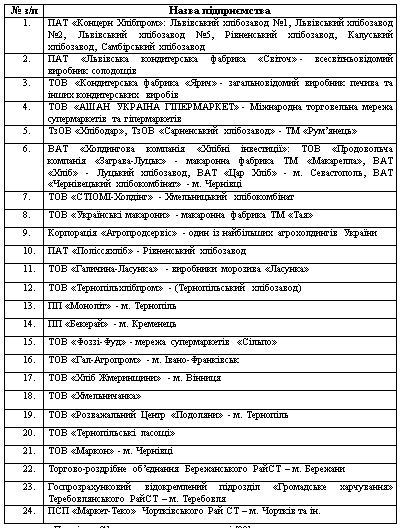 № з/п Назва підприємства
1. ПАТ «Концерн Хлібпром»: Львівський хлібозавод №1, Львівський хлібозавод
№2, Львівський хлібозавод №5, Рівненський хлібозавод, Калуський
хлібозавод, Самбірський хлібозавод
2. ПАТ «Львівська кондитерська фабрика «Світоч» - всесвітньовідомий
виробник солодощів
3. ТОВ «Кондитерська фабрика «Ярич» - загальновідомий виробник печива та
інших кондитерських виробів
4. ТОВ «АШАН УКРАЇНА ГІПЕРМАРКЕТ» - Міжнародна торговельна мережа
супермаркетів та гіпермаркетів
5. ТзОВ «Хлібодар», ТзОВ «Сарненський хлібозавод» - ТМ «Рум’янець»
6. ВАТ «Холдингова компанія «Хлібні інвестиції»: ТОВ «Продовольча
компанія «Заграва-Луцьк» - макаронна фабрика ТМ «Макарелла», ВАТ
«Хліб» - Луцький хлібозавод, ВАТ «Цар Хліб» - м. Севастополь, ВАТ
«Чернівецький хлібокомбінат» - м. Чернівці
7. ТОВ «СТІОМІ-Холдінг» - Хмельницький хлібокомбінат
8. ТОВ «Українські макарони» - макаронна фабрика ТМ «Тая»
9. Корпорація «Агропродсервіс» - один із найбільших агрохолдингів України
10. ПАТ «Поліссяхліб» - Рівненський хлібозавод
11. ТОВ «Галичина-Ласунка» - виробники морозива «Ласунка»
12. ТОВ «Тернопільхлібпром» - (Тернопільський хлібозавод)
13. ПП «Моноліт» - м. Тернопіль
14. ПП «Бекерай» - м. Кременець
15. ТОВ «Фоззі-Фуд» - мережа супермаркетів «Сільпо»
16. ТОВ «Гал-Агропром» - м. Івано-Франківськ
17. ТОВ «Хліб Жмеринщини» - м. Вінниця
18. ТОВ «Хмельничанка»
19. ТОВ «Розважальний Центр «Подоляни» - м. Тернопіль
20. ТОВ «Тернопільські ласощі»
21. ТОВ «Маркон» - м. Чернівці
22. Торгово-роздрібне об’єднання Бережанського РайСТ – м. Бережани
23. Госпрозрахунковий відокремлений підрозділ «Громадське харчування»
Теребовлянського РайСТ – м. Теребовля
24. ПСН «Маркет-Теко» Чортківського Рай СТ – м. Чортків та ін.